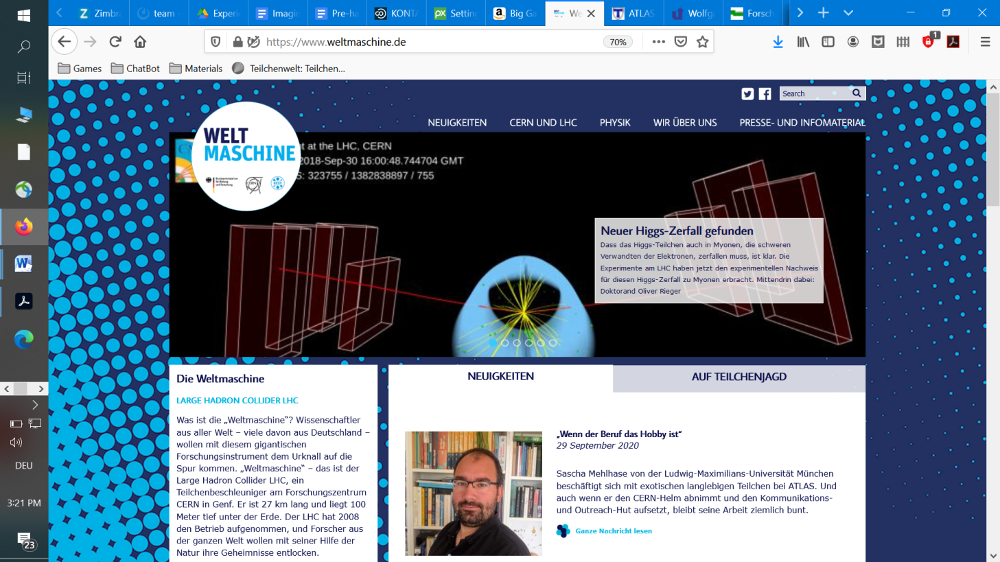 Zimbra
team
Experi
Imagin
Pre-ha
KONTA
Setting
Big Ga
We
ATLAS
Wolfga
Forsch
https://www.weltmaschine.de
70%
1
Games
ChatBot
Materials
Teilchenwelt: Teilchen...
Search
WELT
MASCHINE
Bundesministerium
für Bildung
und Forschung
NEUIGKEITEN
CERN UND LHC
PHYSIK
WIR ÜBER UNS
PRESSE- UND INFOMATERIAL
t at the LHC, CERN
2018-Sep-30 16:00:48.744704 GMT
S: 323755 / 1382838897 / 755
Neuer Higgs-Zerfall gefunden
Dass das Higgs-Teilchen auch in Myonen, die schweren
Verwandten der Elektronen, zerfallen muss, ist klar. Die
Experimente am LHC haben jetzt den experimentellen Nachweis
für diesen Higgs-Zerfall zu Myonen erbracht. Mittendrin dabei:
Doktorand Oliver Rieger
Die Weltmaschine
LARGE HADRON COLLIDER LHC
Was ist die „Weltmaschine“? Wissenschaftler
aus aller Welt – viele davon aus Deutschland –
wollen mit diesem gigantischen
Forschungsinstrument dem Urknall auf die
Spur kommen. „Weltmaschine“ – das ist der
Large Hadron Collider LHC, ein
Teilchenbeschleuniger am Forschungszentrum
CERN in Genf. Er ist 27 km lang und liegt 100
Meter tief unter der Erde. Der LHC hat 2008
den Betrieb aufgenommen, und Forscher aus
der ganzen Welt wollen mit seiner Hilfe der
Natur ihre Geheimnisse entlocken.
NEUIGKEITEN
AUF TEILCHENJAGD
„Wenn der Beruf das Hobby ist“
29 September 2020
Sascha Mehlhase von der Ludwig-Maximilians-Universität München
beschäftigt sich mit exotischen langlebigen Teilchen bei ATLAS. Und
auch wenn er den CERN-Helm abnimmt und den Kommunikations-
und Outreach-Hut aufsetzt, bleibt seine Arbeit ziemlich bunt.
Ganze Nachricht lesen
DEU
3:21 PM
23